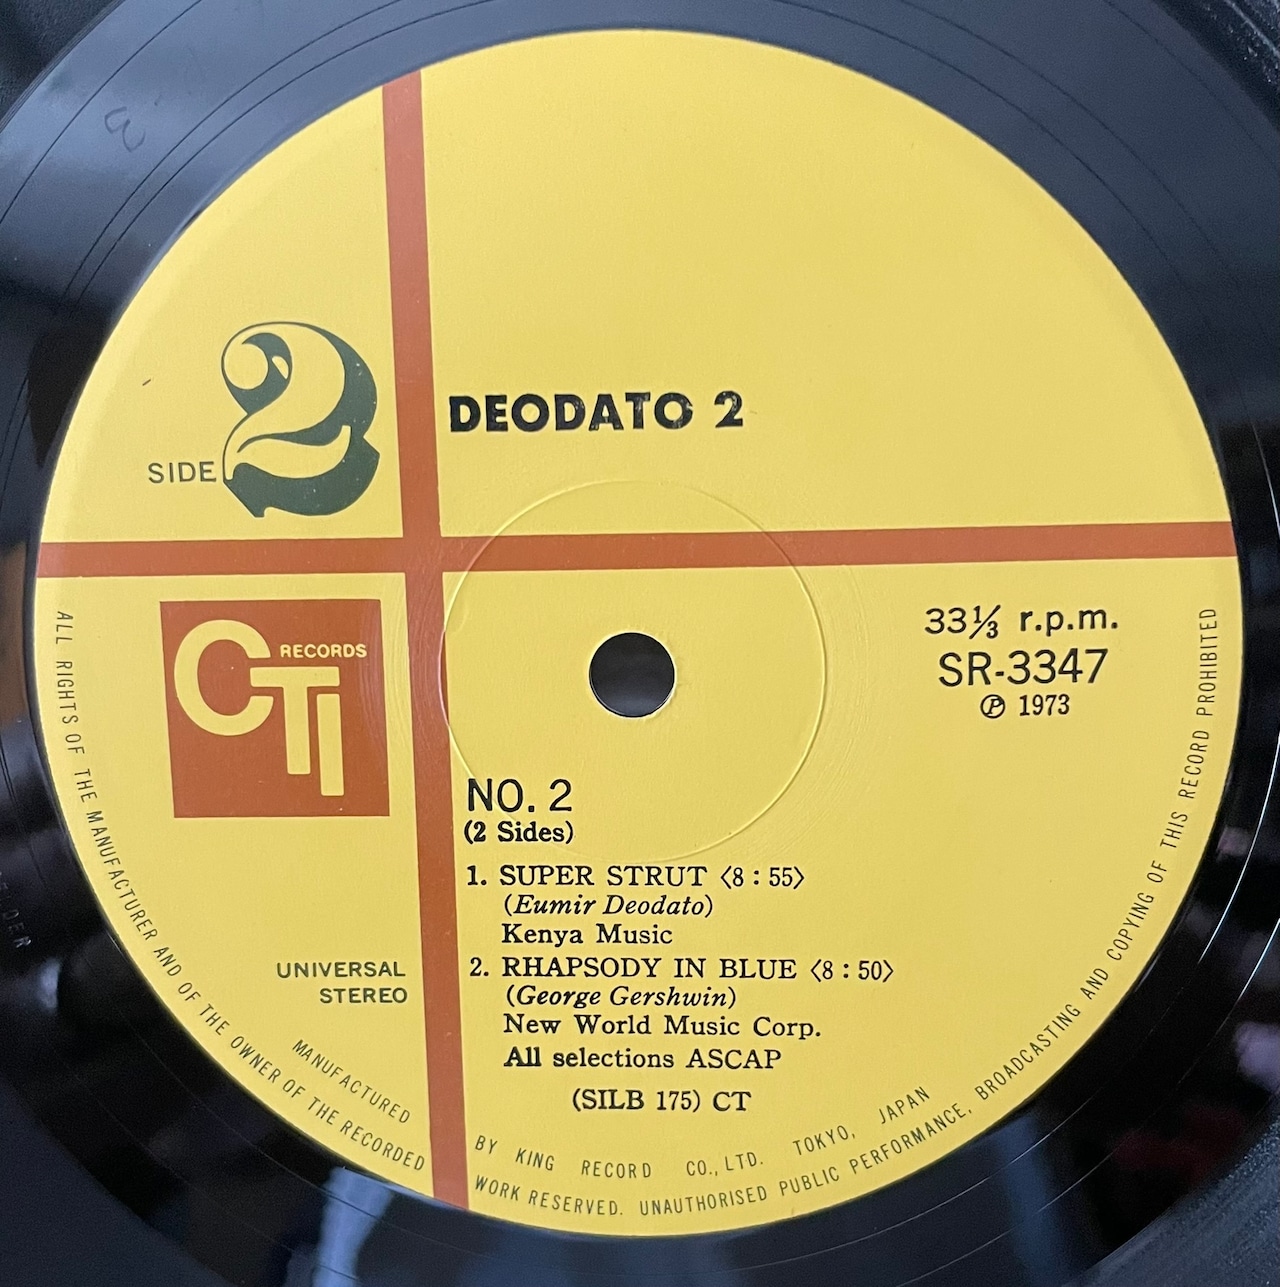 SIDE 2
DEODATO 2
CTI RECORDS
33⅓ r.p.m.
SR-3347
Ⓟ 1973
NO. 2
(2 Sides)
1. SUPER STRUT 〈8 : 55〉
(Eumir Deodato)
Kenya Music
2. RHAPSODY IN BLUE 〈8 : 50〉
(George Gershwin)
New World Music Corp.
All selections ASCAP
(SILB 175) CT
UNIVERSAL
STEREO
MANUFACTURED BY KING RECORD CO., LTD. TOKYO, JAPAN
ALL RIGHTS OF THE MANUFACTURER AND OF THE OWNER OF THE RECORDED WORK RESERVED. UNAUTHORISED PUBLIC PERFORMANCE, BROADCASTING AND COPYING OF THIS RECORD PROHIBITED